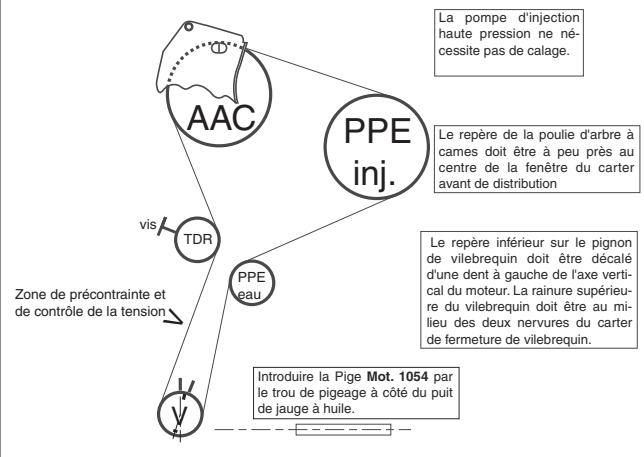 La pompe d'injection
haute pression ne né-
cessite pas de calage.
AAC
PPE
inj.
Le repère de la poulie d'arbre à
cames doit être à peu près au
centre de la fenêtre du carter
avant de distribution
vis
TDR
PPE
eau
Le repère inférieur sur le pignon
de vilebrequin doit être décalé
d'une dent à gauche de l'axe verti-
cal du moteur. La rainure supérieu-
re du vilebrequin doit être au mi-
lieu des deux nervures du carter
de fermeture de vilebrequin.
Zone de précontrainte et
de contrôle de la tension
Introduire la Pige Mot. 1054 par
le trou de pigeage à côté du puit
de jauge à huile.
V